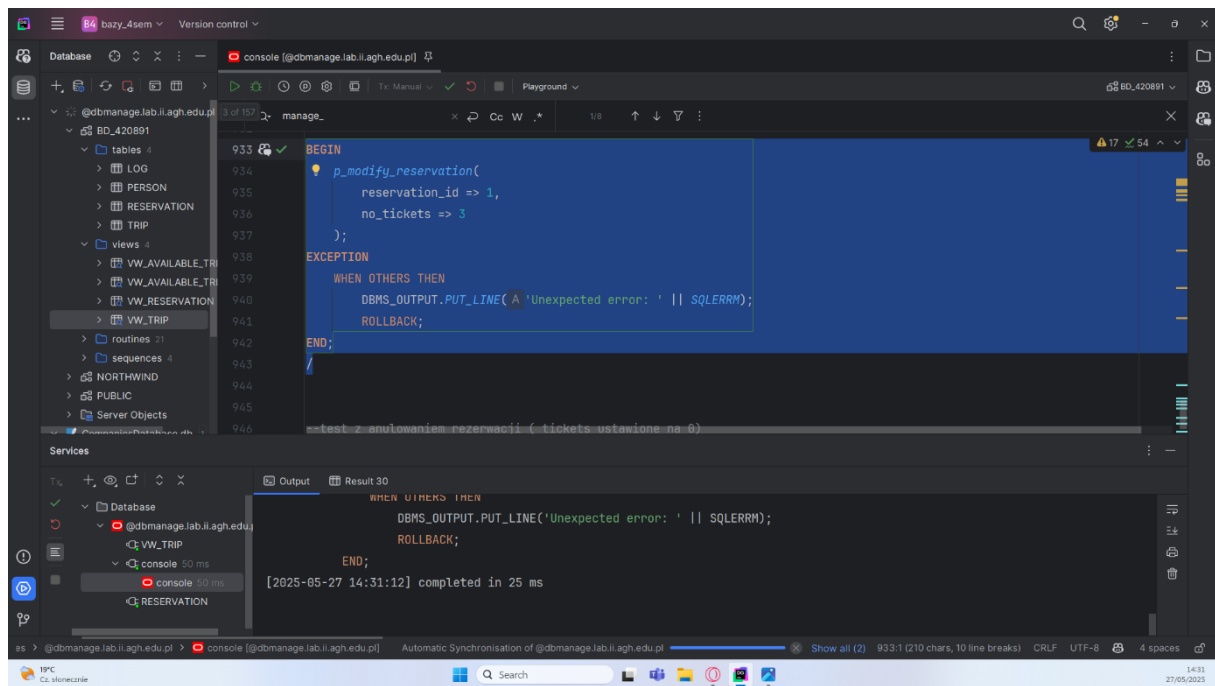 B4 bazy_4sem Version control
Database
console [@dbmanage.lab.ii.agh.edu.pl]
Tx: Manual Playground BD_420891
@dbmanage.lab.ii.agh.edu.pl 3 of 157
manage_ Cc W .* 1/8
BD_420891
tables 4
LOG
PERSON
RESERVATION
TRIP
views 4
VW_AVAILABLE_TRI
VW_AVAILABLE_TRI
VW_RESERVATION
VW_TRIP
routines 21
sequences 4
NORTHWIND
PUBLIC
Server Objects
CompaniesDatabase.db 1
17 54
933 BEGIN
934 p_modify_reservation(
935 reservation_id => 1,
936 no_tickets => 3
937 );
938 EXCEPTION
939 WHEN OTHERS THEN
940 DBMS_OUTPUT.PUT_LINE( A 'Unexpected error: ' || SQLERRM);
941 ROLLBACK;
942 END;
943 /
944
945
946 --test z anulowaniem rezerwacji ( tickets ustawione na 0)
Services
Tx
Output Result 30
Database
@dbmanage.lab.ii.agh.edu.p
VW_TRIP
console 50 ms
console 50 ms
RESERVATION
WHEN OTHERS THEN
DBMS_OUTPUT.PUT_LINE('Unexpected error: ' || SQLERRM);
ROLLBACK;
END;
[2025-05-27 14:31:12] completed in 25 ms
es > @dbmanage.lab.ii.agh.edu.pl > console [@dbmanage.lab.ii.agh.edu.pl] Automatic Synchronisation of @dbmanage.lab.ii.agh.edu.pl Show all (2) 933:1 (210 chars, 10 line breaks) CRLF UTF-8 4 spaces
19°C
Cz. słonecznie
Search
14:31
27/05/2025